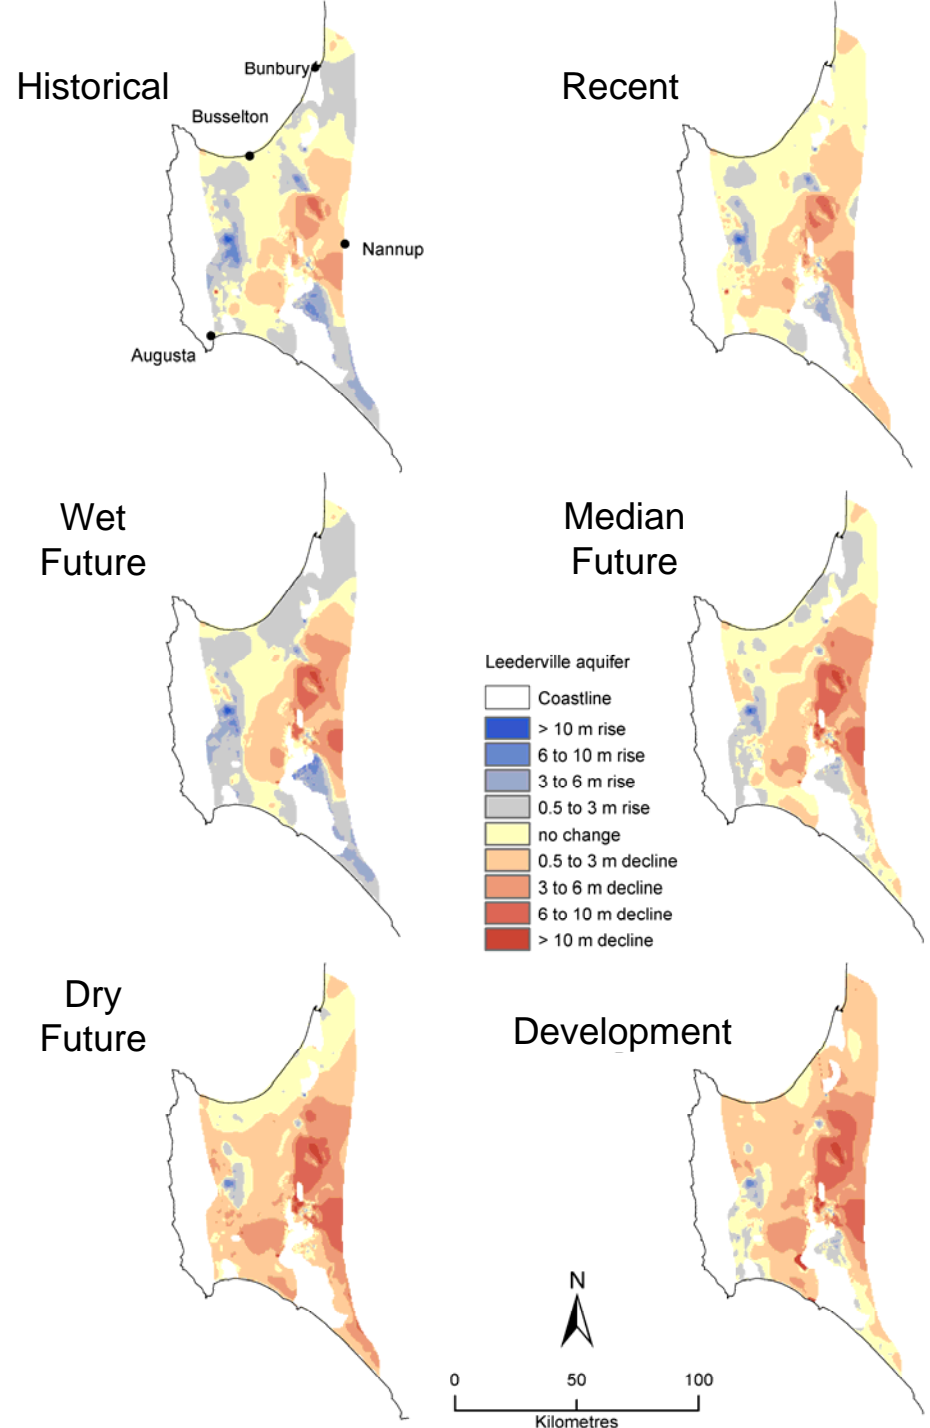 Historical
Bunbury
Busselton
Nannup
Augusta
Recent
Wet
Future
Median
Future
Leederville aquifer
Coastline
> 10 m rise
6 to 10 m rise
3 to 6 m rise
0.5 to 3 m rise
no change
0.5 to 3 m decline
3 to 6 m decline
6 to 10 m decline
> 10 m decline
Dry
Future
Development
N
0 50 100
Kilometres